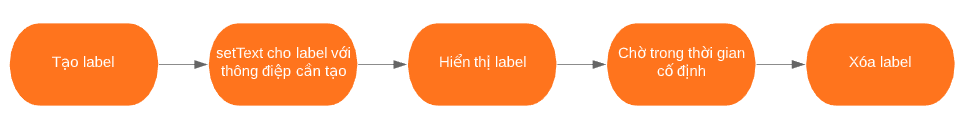 Tạo label
setText cho label với
thông điệp cần tạo
Hiển thị label
Chờ trong thời gian
cố định
Xóa label